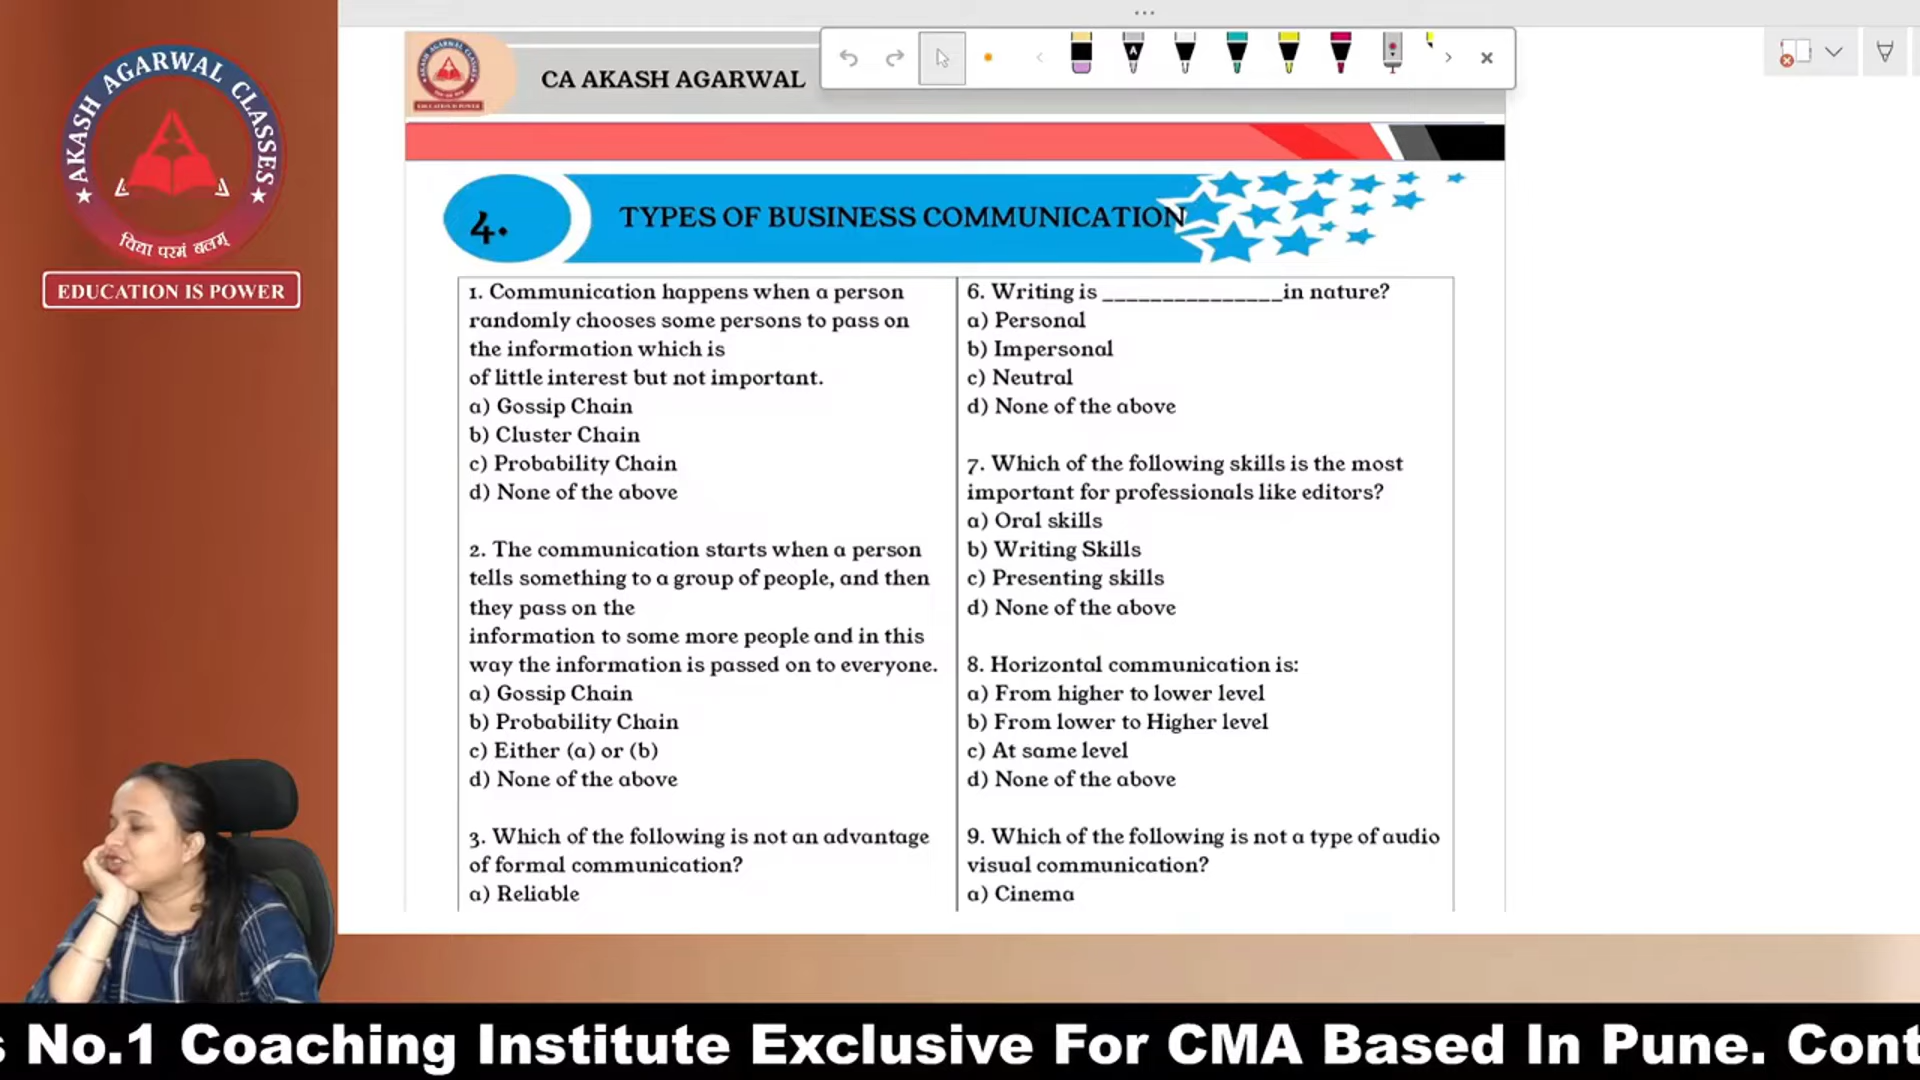 AKASH AGARWAL CLASSES
विद्या परमं बलम्
EDUCATION IS POWER
CA AKASH AGARWAL
4.
TYPES OF BUSINESS COMMUNICATION
1. Communication happens when a person
randomly chooses some persons to pass on
the information which is
of little interest but not important.
a) Gossip Chain
b) Cluster Chain
c) Probability Chain
d) None of the above
2. The communication starts when a person
tells something to a group of people, and then
they pass on the
information to some more people and in this
way the information is passed on to everyone.
a) Gossip Chain
b) Probability Chain
c) Either (a) or (b)
d) None of the above
3. Which of the following is not an advantage
of formal communication?
a) Reliable
6. Writing is _______________in nature?
a) Personal
b) Impersonal
c) Neutral
d) None of the above
7. Which of the following skills is the most
important for professionals like editors?
a) Oral skills
b) Writing Skills
c) Presenting skills
d) None of the above
8. Horizontal communication is:
a) From higher to lower level
b) From lower to Higher level
c) At same level
d) None of the above
9. Which of the following is not a type of audio
visual communication?
a) Cinema
s No.1 Coaching Institute Exclusive For CMA Based In Pune. Cont